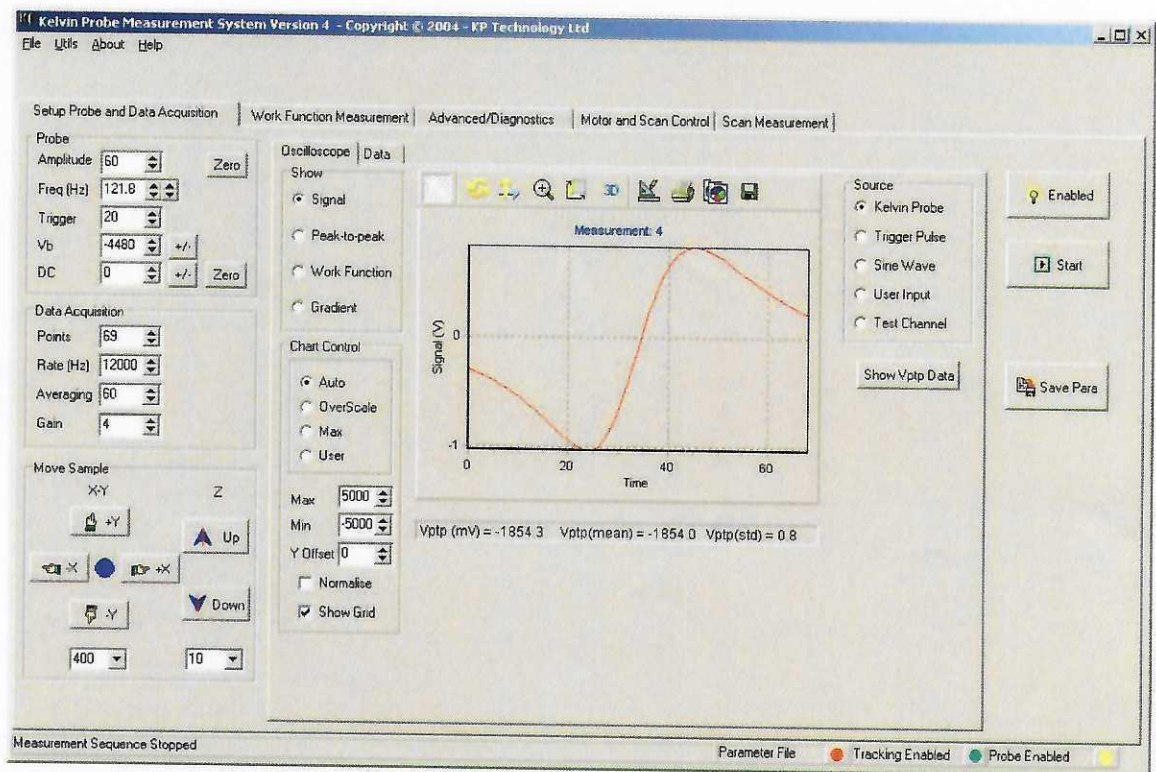 Kelvin Probe Measurement System Version 4 - Copyright © 2004 - KP Technology Ltd
File Utils About Help
Setup Probe and Data Acquisition
Work Function Measurement
Advanced/Diagnostics
Motor and Scan Control
Scan Measurement
Probe
Amplitude 60 Zero
Freq (Hz) 121.8
Trigger 20
Vb -4480 +/-
DC 0 +/- Zero
Data Acquisition
Points 69
Rate (Hz) 12000
Averaging 60
Gain 4
Move Sample
X-Y Z
+Y
Up
-X +X
-Y
Down
400 10
Oscilloscope Data
Show
Signal
Peak-to-peak
Work Function
Gradient
Chart Control
Auto
OverScale
Max
User
Max 5000
Min -5000
Y Offset 0
Normalise
Show Grid
3D
Measurement: 4
Signal (V)
0
-1
0 20 40 60
Time
Vptp (mV) = -1854.3 Vptp(mean) = -1854.0 Vptp(std) = 0.8
Source
Kelvin Probe
Trigger Pulse
Sine Wave
User Input
Test Channel
Show Vptp Data
Enabled
Start
Save Para
Measurement Sequence Stopped
Parameter File
Tracking Enabled
Probe Enabled